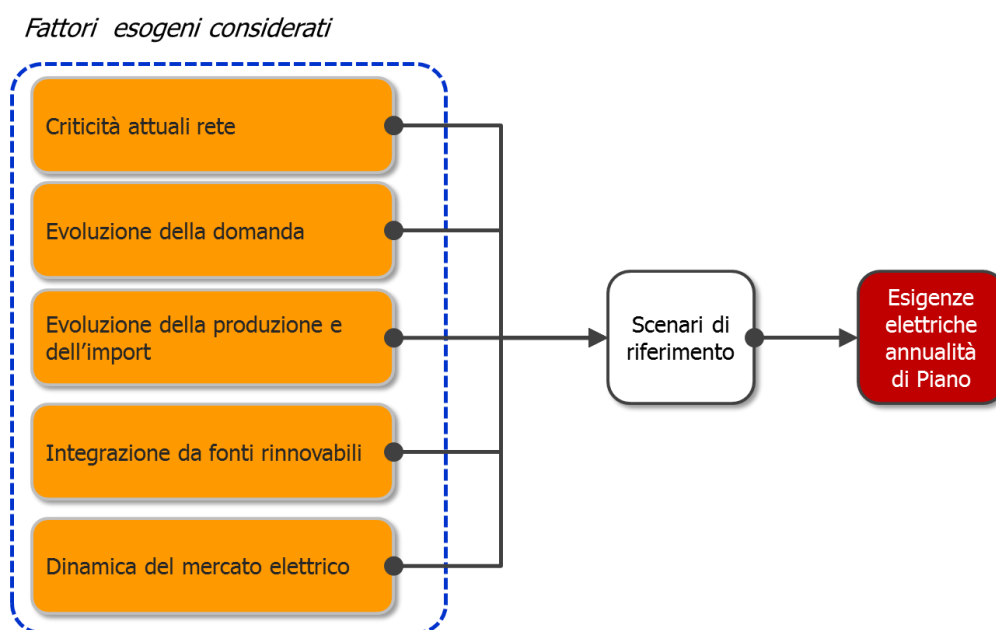 Fattori esogeni considerati
Criticità attuali rete
Evoluzione della domanda
Evoluzione della produzione e
dell’import
Integrazione da fonti rinnovabili
Dinamica del mercato elettrico
Scenari di
riferimento
Esigenze
elettriche
annualità
di Piano